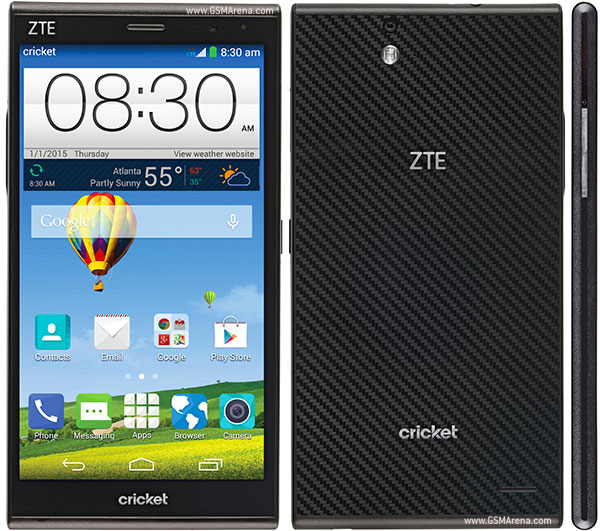 www.GSMArena.com
ZTE
cricket LTE 8:30 am
08:30 AM
1/1/2015 Thursday View weather website
8:30 AM Atlanta Partly Sunny 55° 63° 35°
Google
Contacts Email Google Play Store
Phone Messaging Apps Browser Camera
cricket
ZTE
cricket
www.GSMArena.com